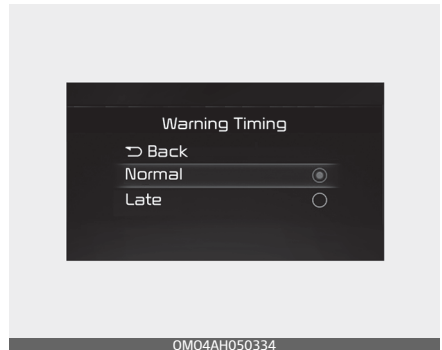 Warning Timing
Back
Normal
Late
OMO4AH050334